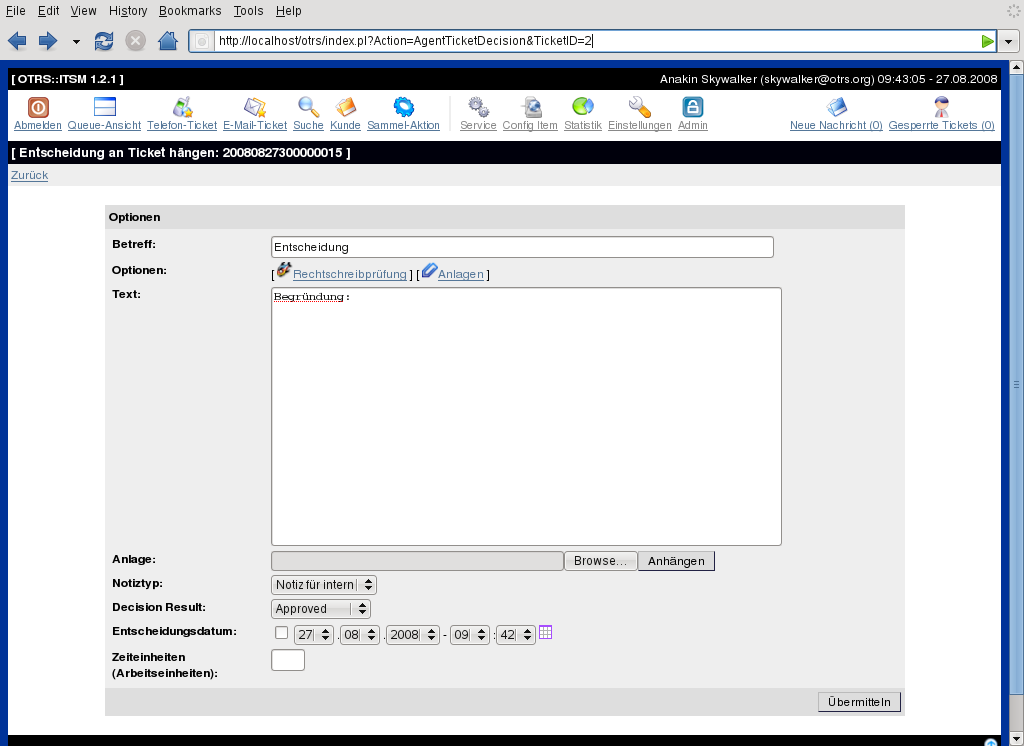 File Edit View History Bookmarks Tools Help
http://localhost/otrs/index.pl?Action=AgentTicketDecision&TicketID=2
[ OTRS::ITSM 1.2.1 ] Anakin Skywalker (skywalker@otrs.org) 09:43:05 - 27.08.2008
Abmelden Queue-Ansicht Telefon-Ticket E-Mail-Ticket Suche Kunde Sammel-Aktion Service Config Item Statistik Einstellungen Admin Neue Nachricht (0) Gesperrte Tickets (0)
[ Entscheidung an Ticket hängen: 20080827300000015 ]
Zurück
Optionen
Betreff: Entscheidung
Optionen: [ Rechtschreibprüfung ] [ Anlagen ]
Text: Begründung:
Anlage: Browse... Anhängen
Notiztyp: Notiz für intern
Decision Result: Approved
Entscheidungsdatum: 27 . 08 . 2008 - 09 : 42
Zeiteinheiten
(Arbeitseinheiten):
Übermitteln